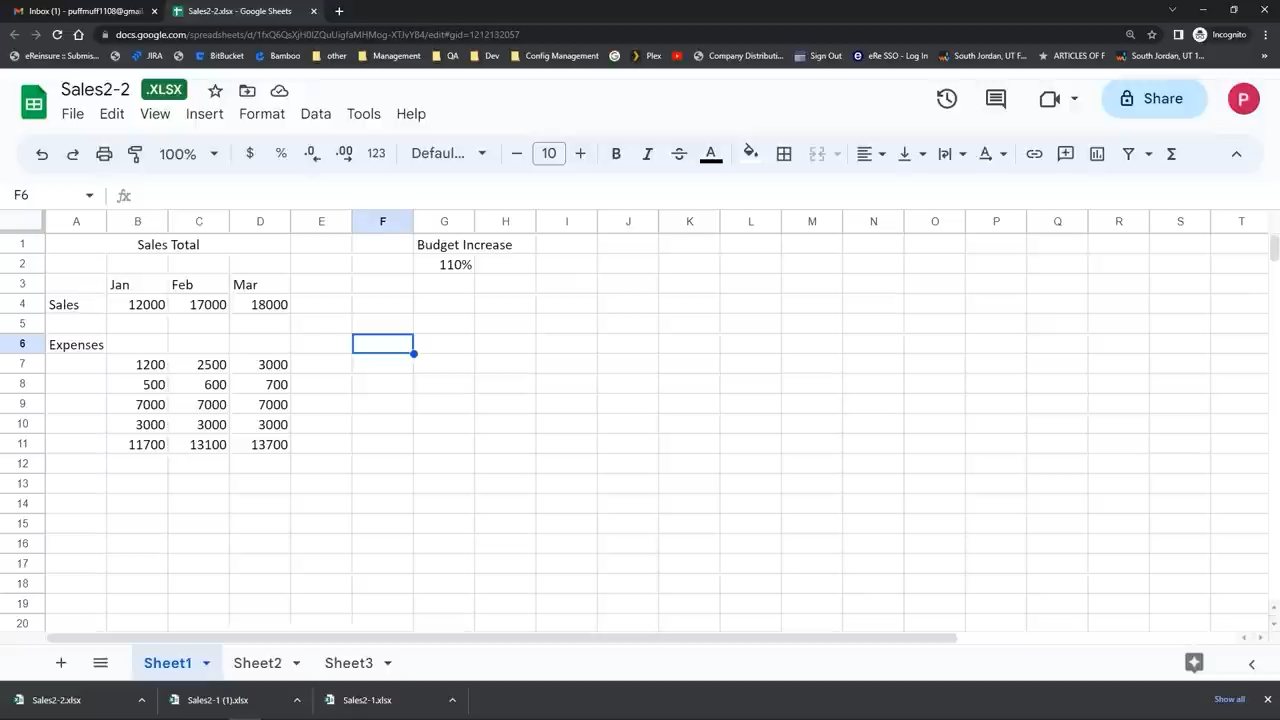 Inbox (1) - puffmuff1108@gmail
Sales2-2.xlsx - Google Sheets
docs.google.com/spreadsheets/d/1fxQ6QsXjH0lZQuUigfaMHMog-XTJvYB4/edit#gid=1212132057
Incognito
eReinsure :: Submis...
JIRA
BitBucket
Bamboo
other
Management
QA
Dev
Config Management
Plex
Company Distributi...
Sign Out
eRe SSO - Log In
South Jordan, UT F...
ARTICLES OF F
South Jordan, UT 1...
Sales2-2 .XLSX
Share
P
File Edit View Insert Format Data Tools Help
100% $ % .0 .00 123 Defaul... 10 B I S A
F6 fx
A B C D E F G H I J K L M N O P Q R S T
1 Sales Total Budget Increase
2 110%
3 Jan Feb Mar
4 Sales 12000 17000 18000
5
6 Expenses
7 1200 2500 3000
8 500 600 700
9 7000 7000 7000
10 3000 3000 3000
11 11700 13100 13700
12
13
14
15
16
17
18
19
20
Sheet1 Sheet2 Sheet3
Sales2-2.xlsx
Sales2-1 (1).xlsx
Sales2-1.xlsx
Show all